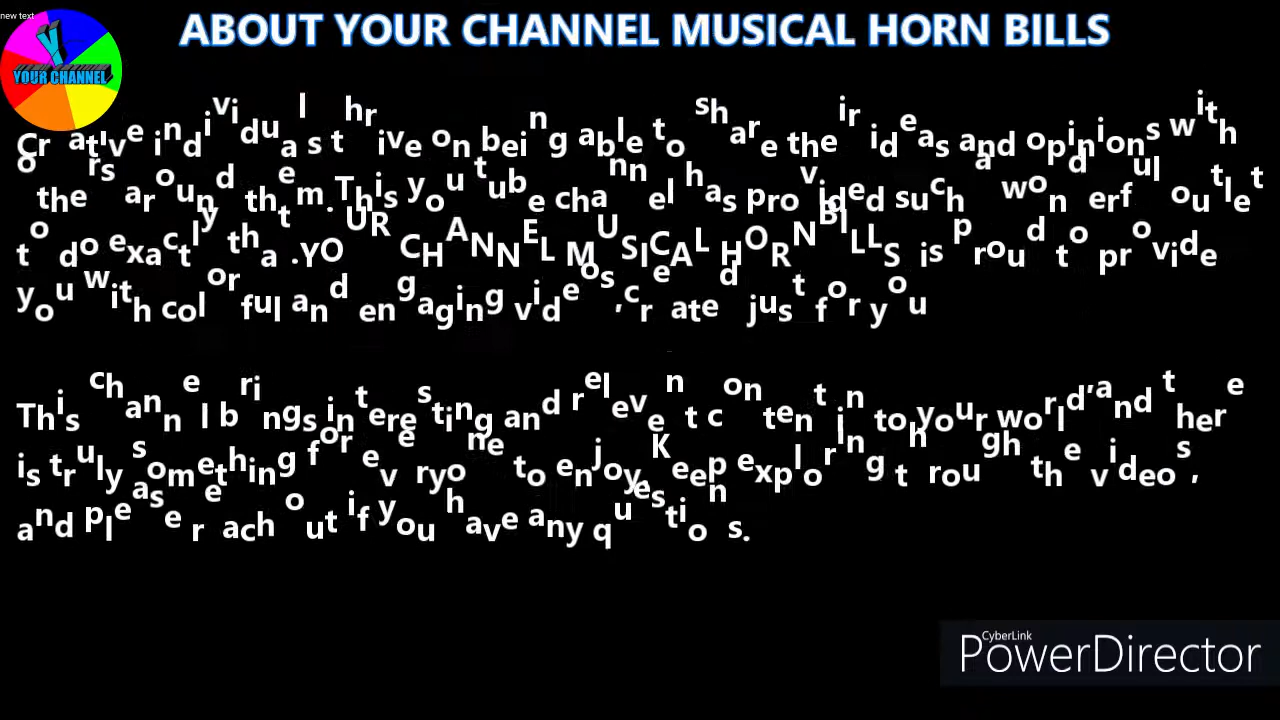 new text
YOUR CHANNEL
ABOUT YOUR CHANNEL MUSICAL HORN BILLS
Creative individuals thrive on being able to share their ideas and opinions with
others around them. This youtube channel has provided such a wonderful outlet
to do exactly that .YOUR CHANNEL MUSICAL HORN BILLS is proud to provide
you with colorful and engaging videos ,create just for you
This channel brings interesting and relevent content into your world'and there
is truly something for everyone to enjoy. Keep exploring through the videos,
and please reach out if you have any questions.
CyberLink
PowerDirector